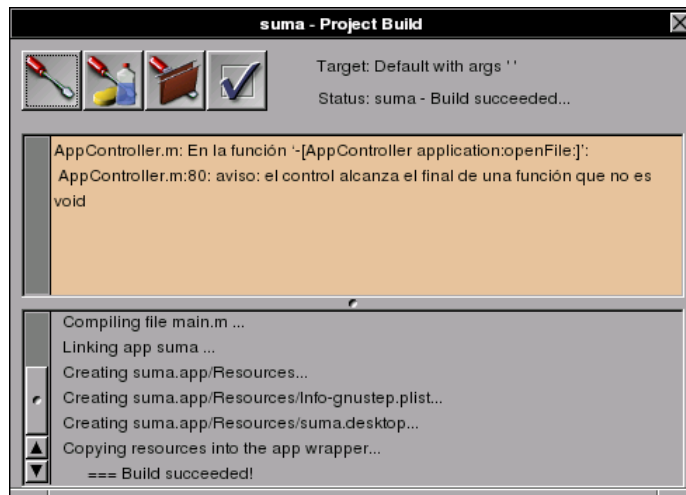 suma - Project Build
Target: Default with args ' '
Status: suma - Build succeeded...
AppController.m: En la función ‘-[AppController application:openFile:]’:
AppController.m:80: aviso: el control alcanza el final de una función que no es
void
Compiling file main.m ...
Linking app suma ...
Creating suma.app/Resources...
Creating suma.app/Resources/Info-gnustep.plist...
Creating suma.app/Resources/suma.desktop...
Copying resources into the app wrapper...
=== Build succeeded!